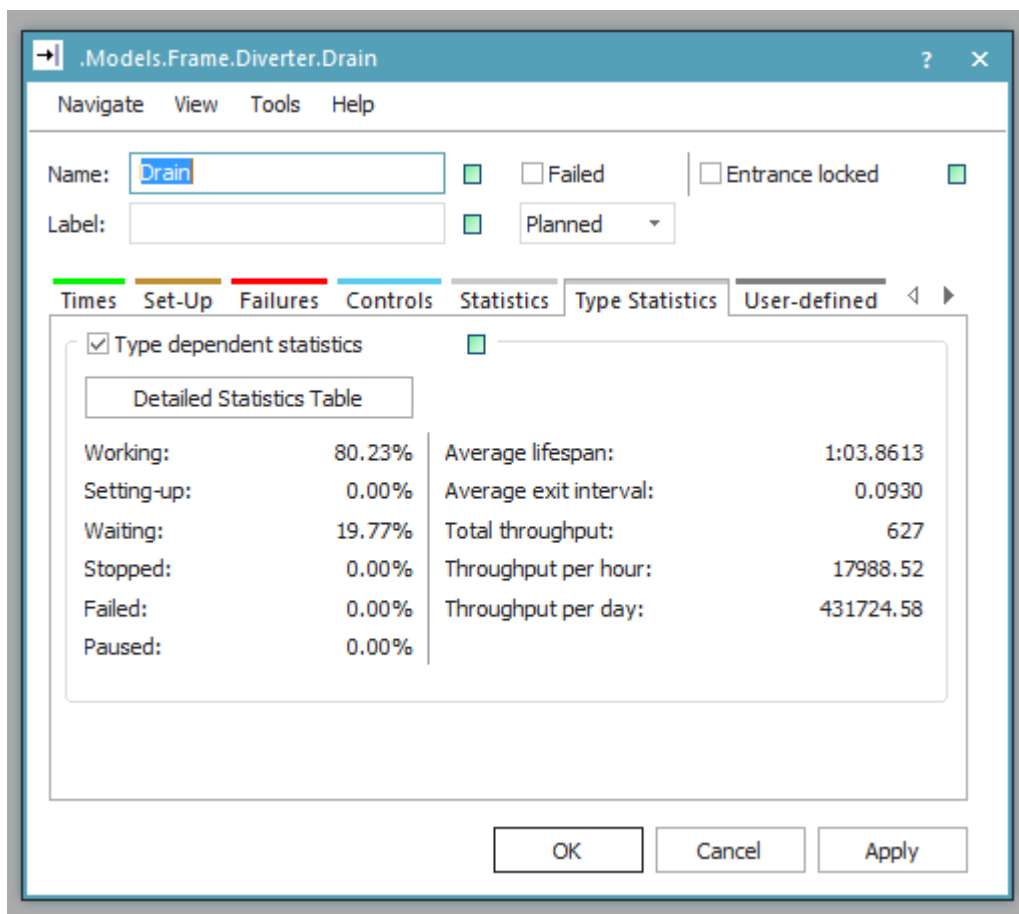 .Models.Frame.Diverter.Drain ? ×
Navigate View Tools Help
Name: Drain Failed Entrance locked
Label: Planned
Times Set-Up Failures Controls Statistics Type Statistics User-defined
Type dependent statistics
Detailed Statistics Table
Working: 80.23% Average lifespan: 1:03.8613
Setting-up: 0.00% Average exit interval: 0.0930
Waiting: 19.77% Total throughput: 627
Stopped: 0.00% Throughput per hour: 17988.52
Failed: 0.00% Throughput per day: 431724.58
Paused: 0.00%
OK Cancel Apply